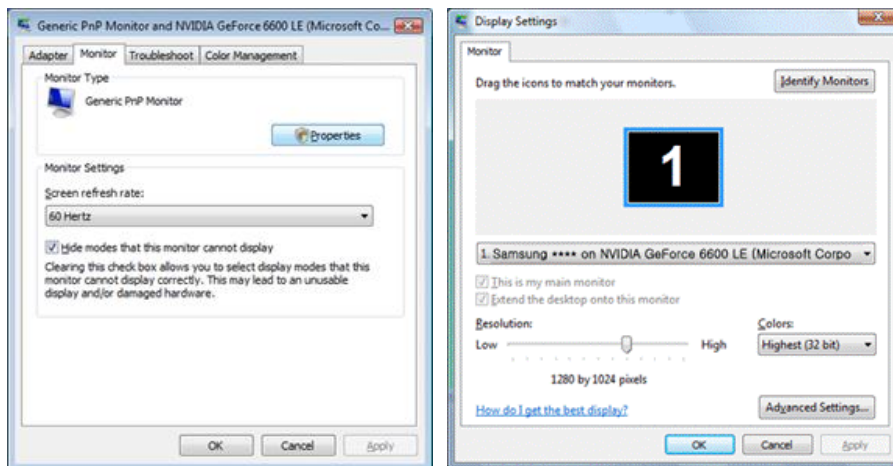 Generic PnP Monitor and NVIDIA GeForce 6600 LE (Microsoft Co...
Adapter Monitor Troubleshoot Color Management
Monitor Type
Generic PnP Monitor
Properties
Monitor Settings
Screen refresh rate:
60 Hertz
Hide modes that this monitor cannot display
Clearing this check box allows you to select display modes that this
monitor cannot display correctly. This may lead to an unusable
display and/or damaged hardware.
OK Cancel Apply
Display Settings
Monitor
Drag the icons to match your monitors.
Identify Monitors
1
1. Samsung **** on NVIDIA GeForce 6600 LE (Microsoft Corpo
This is my main monitor
Extend the desktop onto this monitor
Resolution:
Colors:
Low High
Highest (32 bit)
1280 by 1024 pixels
How do I get the best display?
Advanced Settings...
OK Cancel Apply